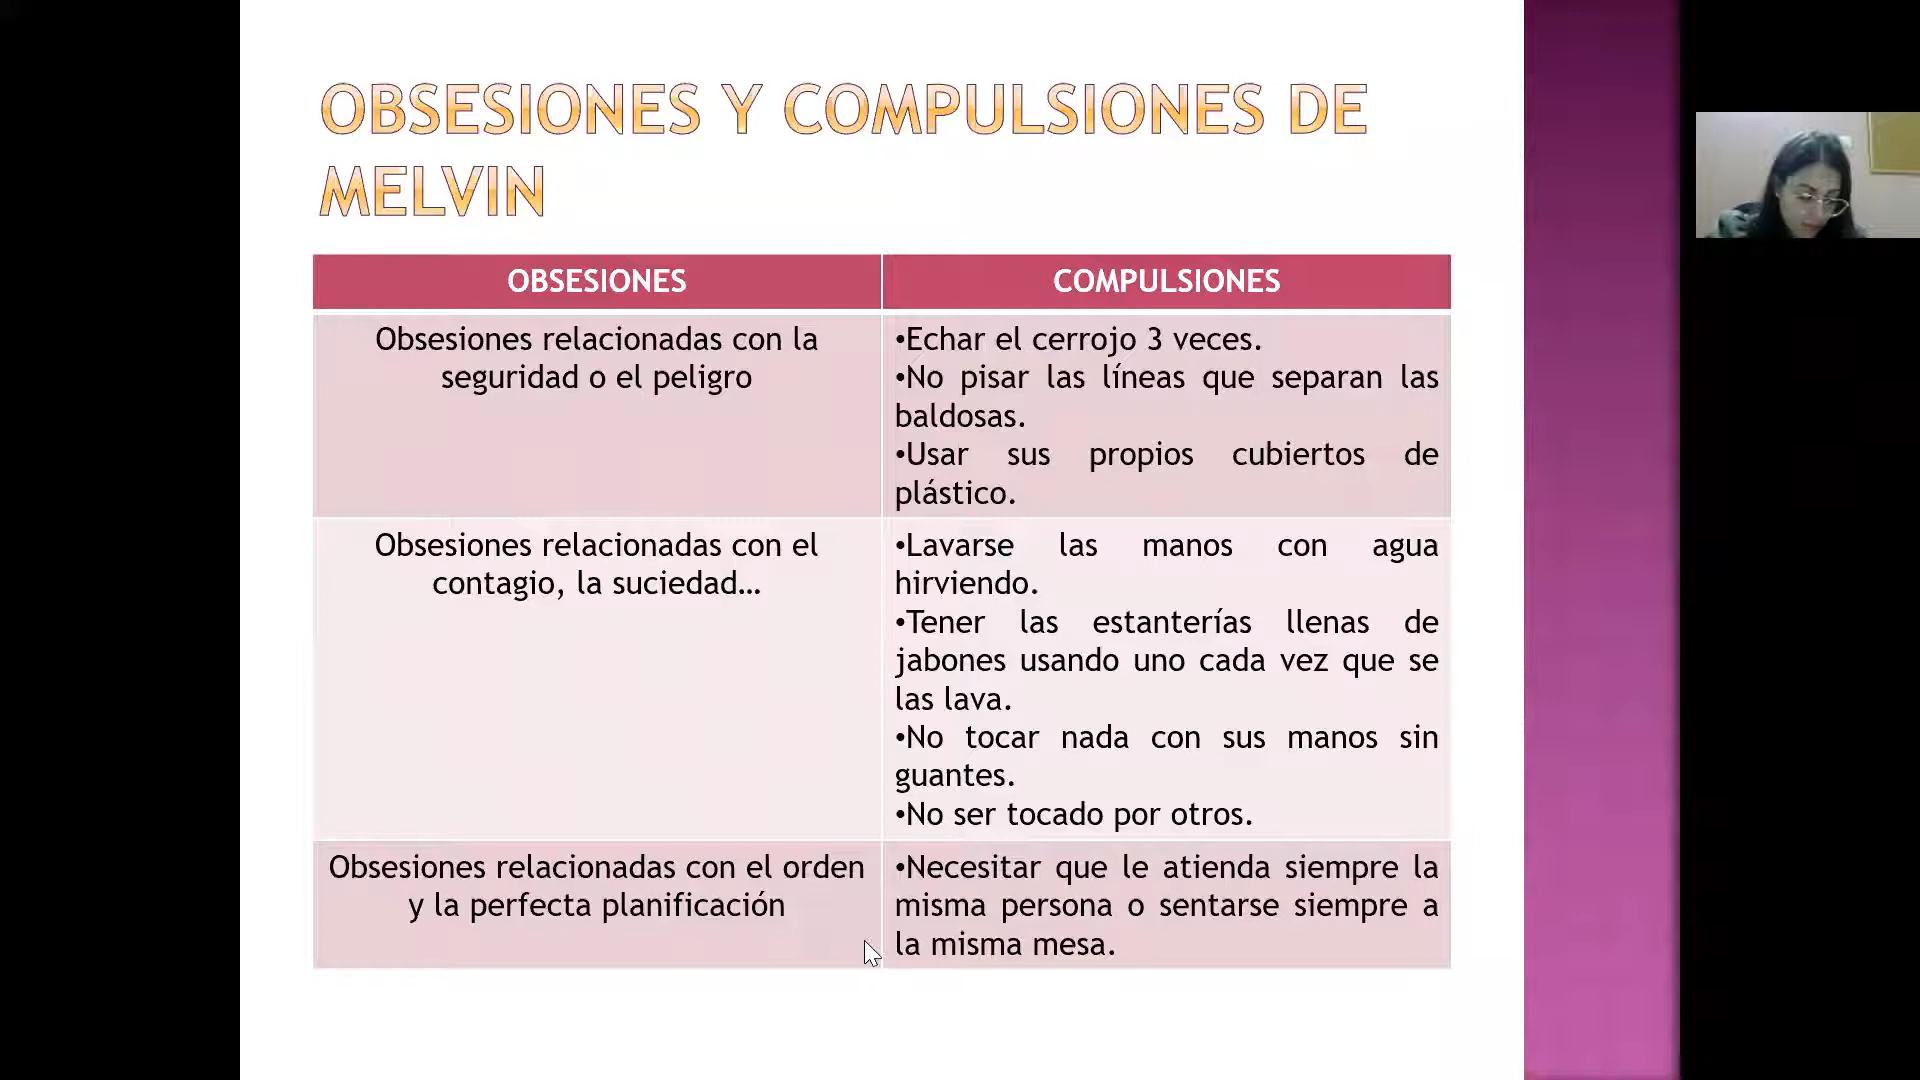 OBSESIONES Y COMPULSIONES DE
MELVIN
OBSESIONES
COMPULSIONES
Obsesiones relacionadas con la
seguridad o el peligro
•Echar el cerrojo 3 veces.
•No pisar las líneas que separan las
baldosas.
•Usar sus propios cubiertos de
plástico.
Obsesiones relacionadas con el
contagio, la suciedad…
•Lavarse las manos con agua
hirviendo.
•Tener las estanterías llenas de
jabones usando uno cada vez que se
las lava.
•No tocar nada con sus manos sin
guantes.
•No ser tocado por otros.
Obsesiones relacionadas con el orden
y la perfecta planificación
•Necesitar que le atienda siempre la
misma persona o sentarse siempre a
la misma mesa.